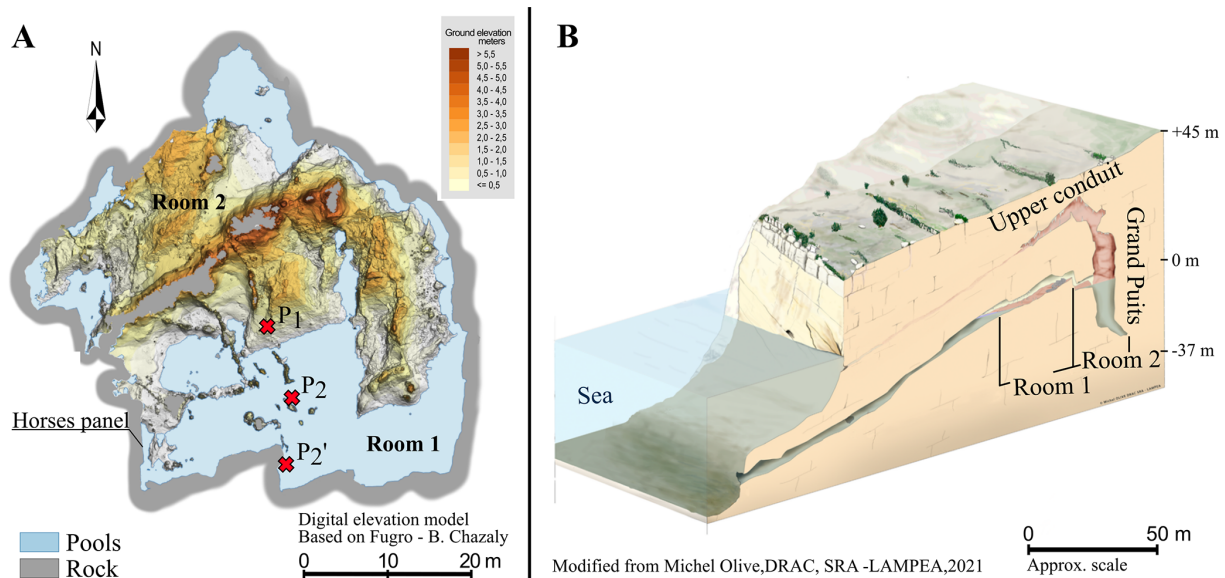 A
N
Ground elevation
meters
> 5,5
5,0 - 5,5
4,5 - 5,0
4,0 - 4,5
3,5 - 4,0
3,0 - 3,5
2,5 - 3,0
2,0 - 2,5
1,5 - 2,0
1,0 - 1,5
0,5 - 1,0
<= 0,5
Room 2
P1
P2
Horses panel
Room 1
P2'
Pools
Rock
Digital elevation model
Based on Fugro - B. Chazaly
0 10 20 m
B
+45 m
Upper conduit
Grand Puits
0 m
-37 m
Room 2
Room 1
Sea
0 50 m
Approx. scale
Modified from Michel Olive,DRAC, SRA -LAMPEA,2021